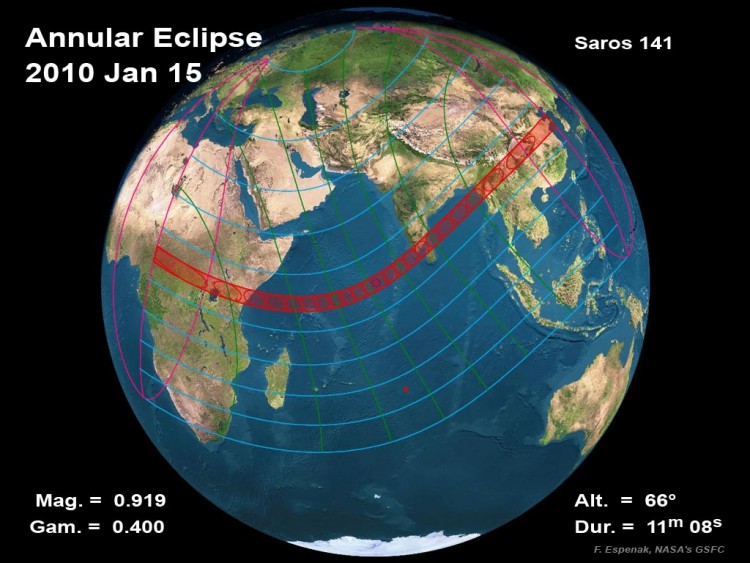 Annular Eclipse
2010 Jan 15
Saros 141
Mag. = 0.919
Gam. = 0.400
Alt. = 66°
Dur. = 11m 08s
F. Espenak, NASA's GSFC